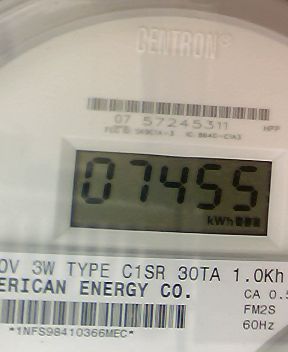 CENTRON®
07 57245311
HPP
07455
kWh
0V 3W TYPE C1SR 30TA 1.0Kh
ERICAN ENERGY CO.
CA 0.5
FM2S
60Hz
*1NFS98410366MEC*